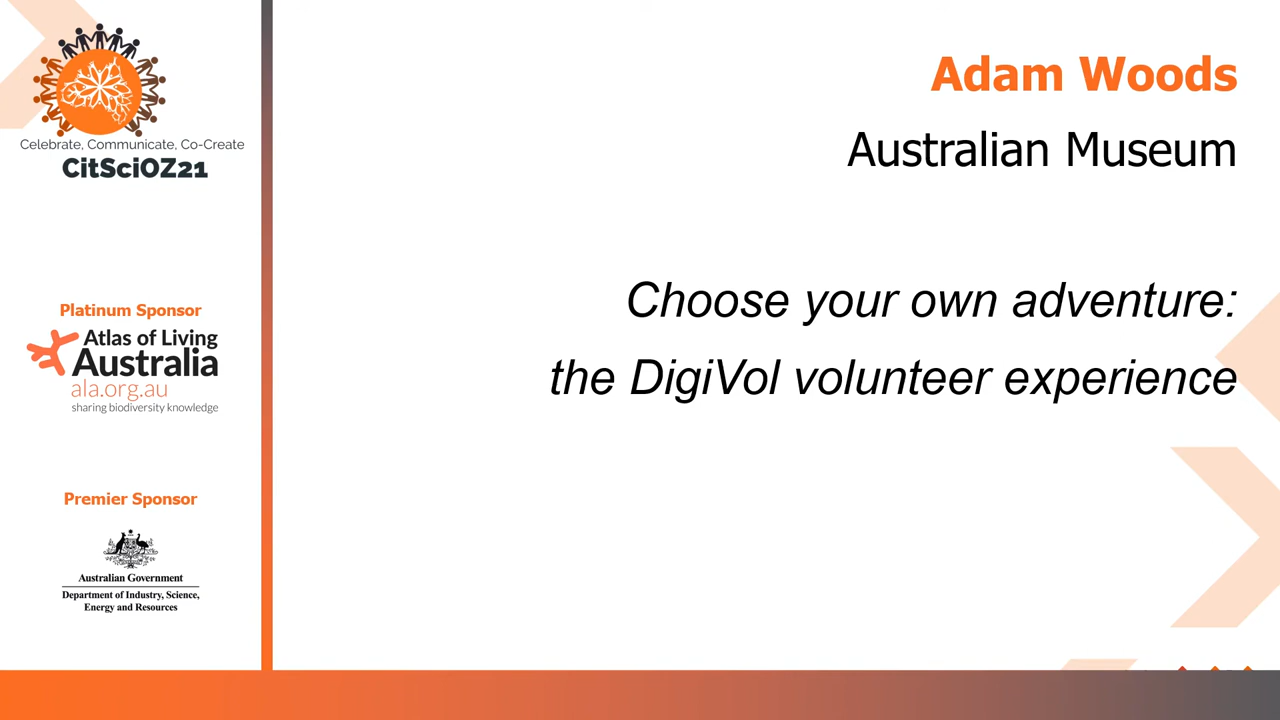 Celebrate, Communicate, Co-Create
CitSciOZ21
Platinum Sponsor
Atlas of Living
Australia
ala.org.au
sharing biodiversity knowledge
Premier Sponsor
Australian Government
Department of Industry, Science,
Energy and Resources
Adam Woods
Australian Museum
Choose your own adventure:
the DigiVol volunteer experience